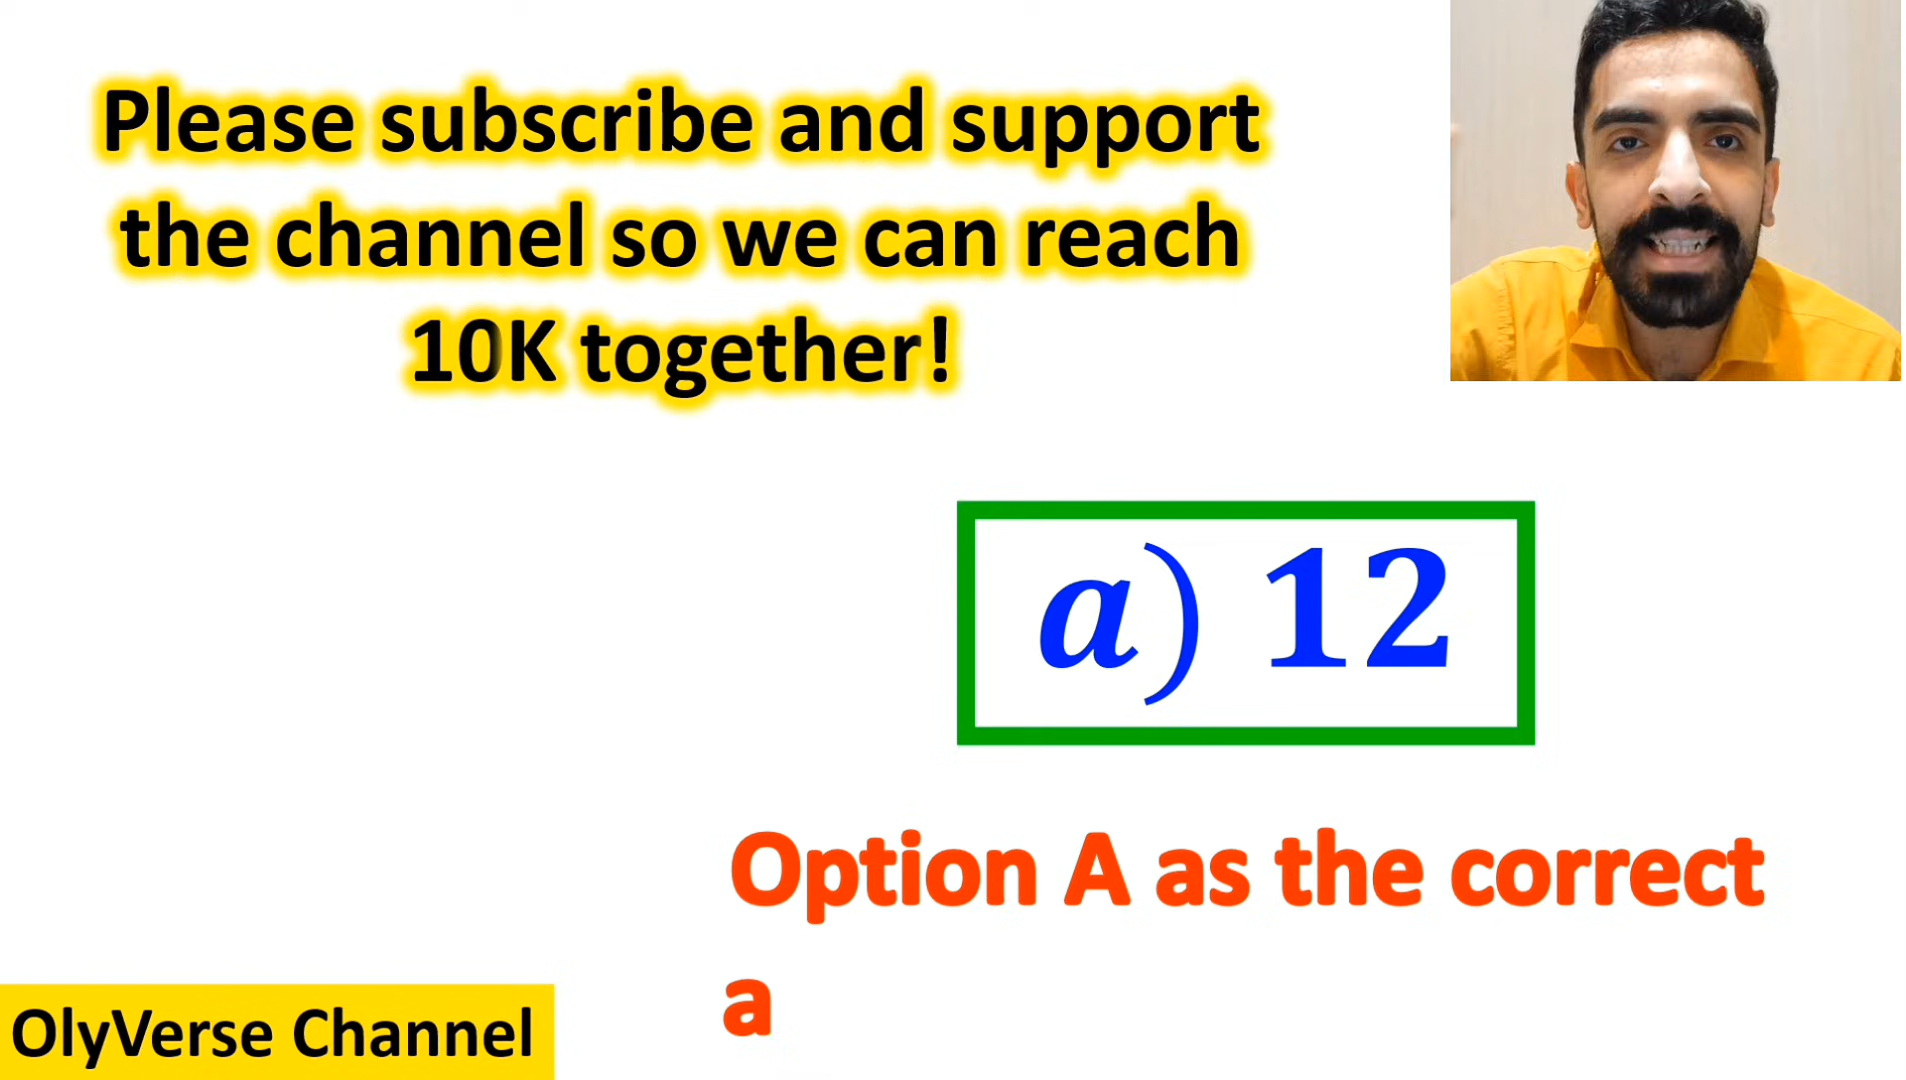 Please subscribe and support
the channel so we can reach
10K together!
a) 12
Option A as the correct
a
OlyVerse Channel